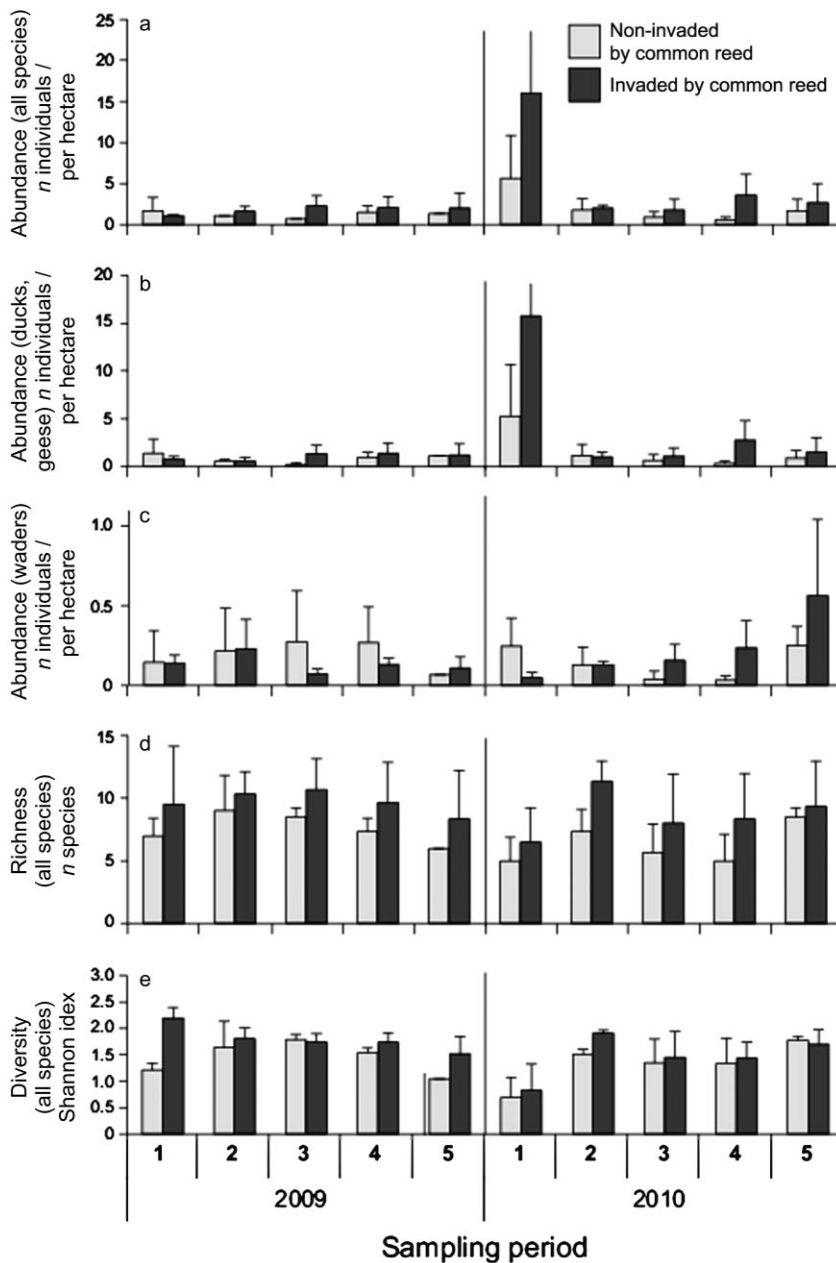 a
25
20
15
10
5
0
Abundance (all species)
n individuals /
per hectare
Non-invaded
by common reed
Invaded by common reed
b
20
15
10
5
0
Abundance (ducks,
geese) n individuals /
per hectare
c
1.0
0.5
0
Abundance (waders)
n individuals /
per hectare
d
15
10
5
0
Richness
(all species)
n species
e
3.0
2.5
2.0
1.5
1.0
0.5
0
Diversity
(all species)
Shannon idex
1 2 3 4 5 1 2 3 4 5
2009 2010
Sampling period